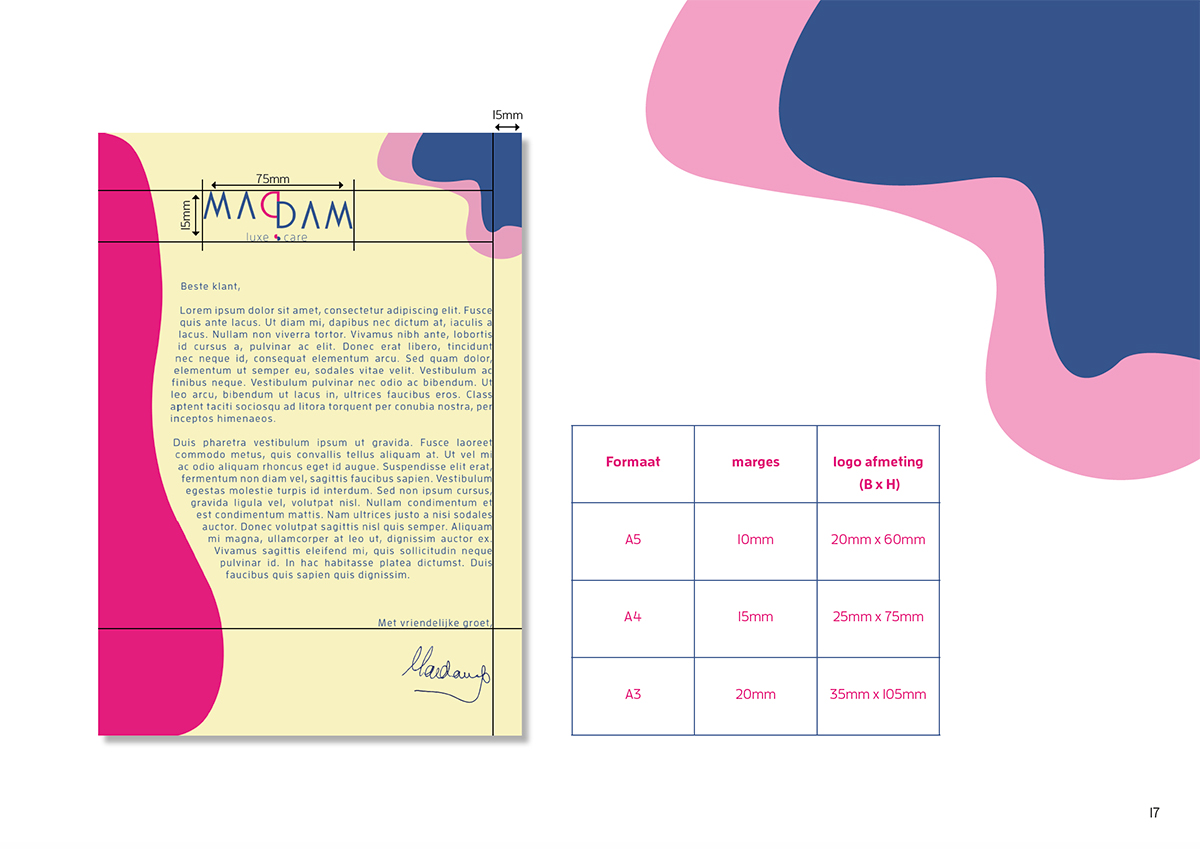 15mm
75mm
15mm
MADDAM
luxe care
Beste klant,
Lorem ipsum dolor sit amet, consectetur adipiscing elit. Fusce
quis ante lacus. Ut diam mi, dapibus nec dictum at, iaculis a
lacus. Nullam non viverra tortor. Vivamus nibh ante, lobortis
id cursus a, pulvinar ac elit. Donec erat libero, tincidunt
nec neque id, consequat elementum arcu. Sed quam dolor,
elementum ut semper eu, sodales vitae velit. Vestibulum ac
finibus neque. Vestibulum pulvinar nec odio ac bibendum. Ut
leo arcu, bibendum ut lacus in, ultrices faucibus eros. Class
aptent taciti sociosqu ad litora torquent per conubia nostra, per
inceptos himenaeos.
Duis pharetra vestibulum ipsum ut gravida. Fusce laoreet
commodo metus, quis convallis tellus aliquam at. Ut vel mi
ac odio aliquam rhoncus eget id augue. Suspendisse elit erat,
fermentum non diam vel, sagittis faucibus sapien. Vestibulum
egestas molestie turpis id interdum. Sed non ipsum cursus,
gravida ligula vel, volutpat nisl. Nullam condimentum et
est condimentum mattis. Nam ultrices justo a nisi sodales
auctor. Donec volutpat sagittis nisl quis semper. Aliquam
mi magna, ullamcorper at leo ut, dignissim auctor ex.
Vivamus sagittis eleifend mi, quis sollicitudin neque
pulvinar id. In hac habitasse platea dictumst. Duis
faucibus quis sapien quis dignissim.
Met vriendelijke groet,
Formaat marges logo afmeting
(B x H)
A5 10mm 20mm x 60mm
A4 15mm 25mm x 75mm
A3 20mm 35mm x 105mm
17